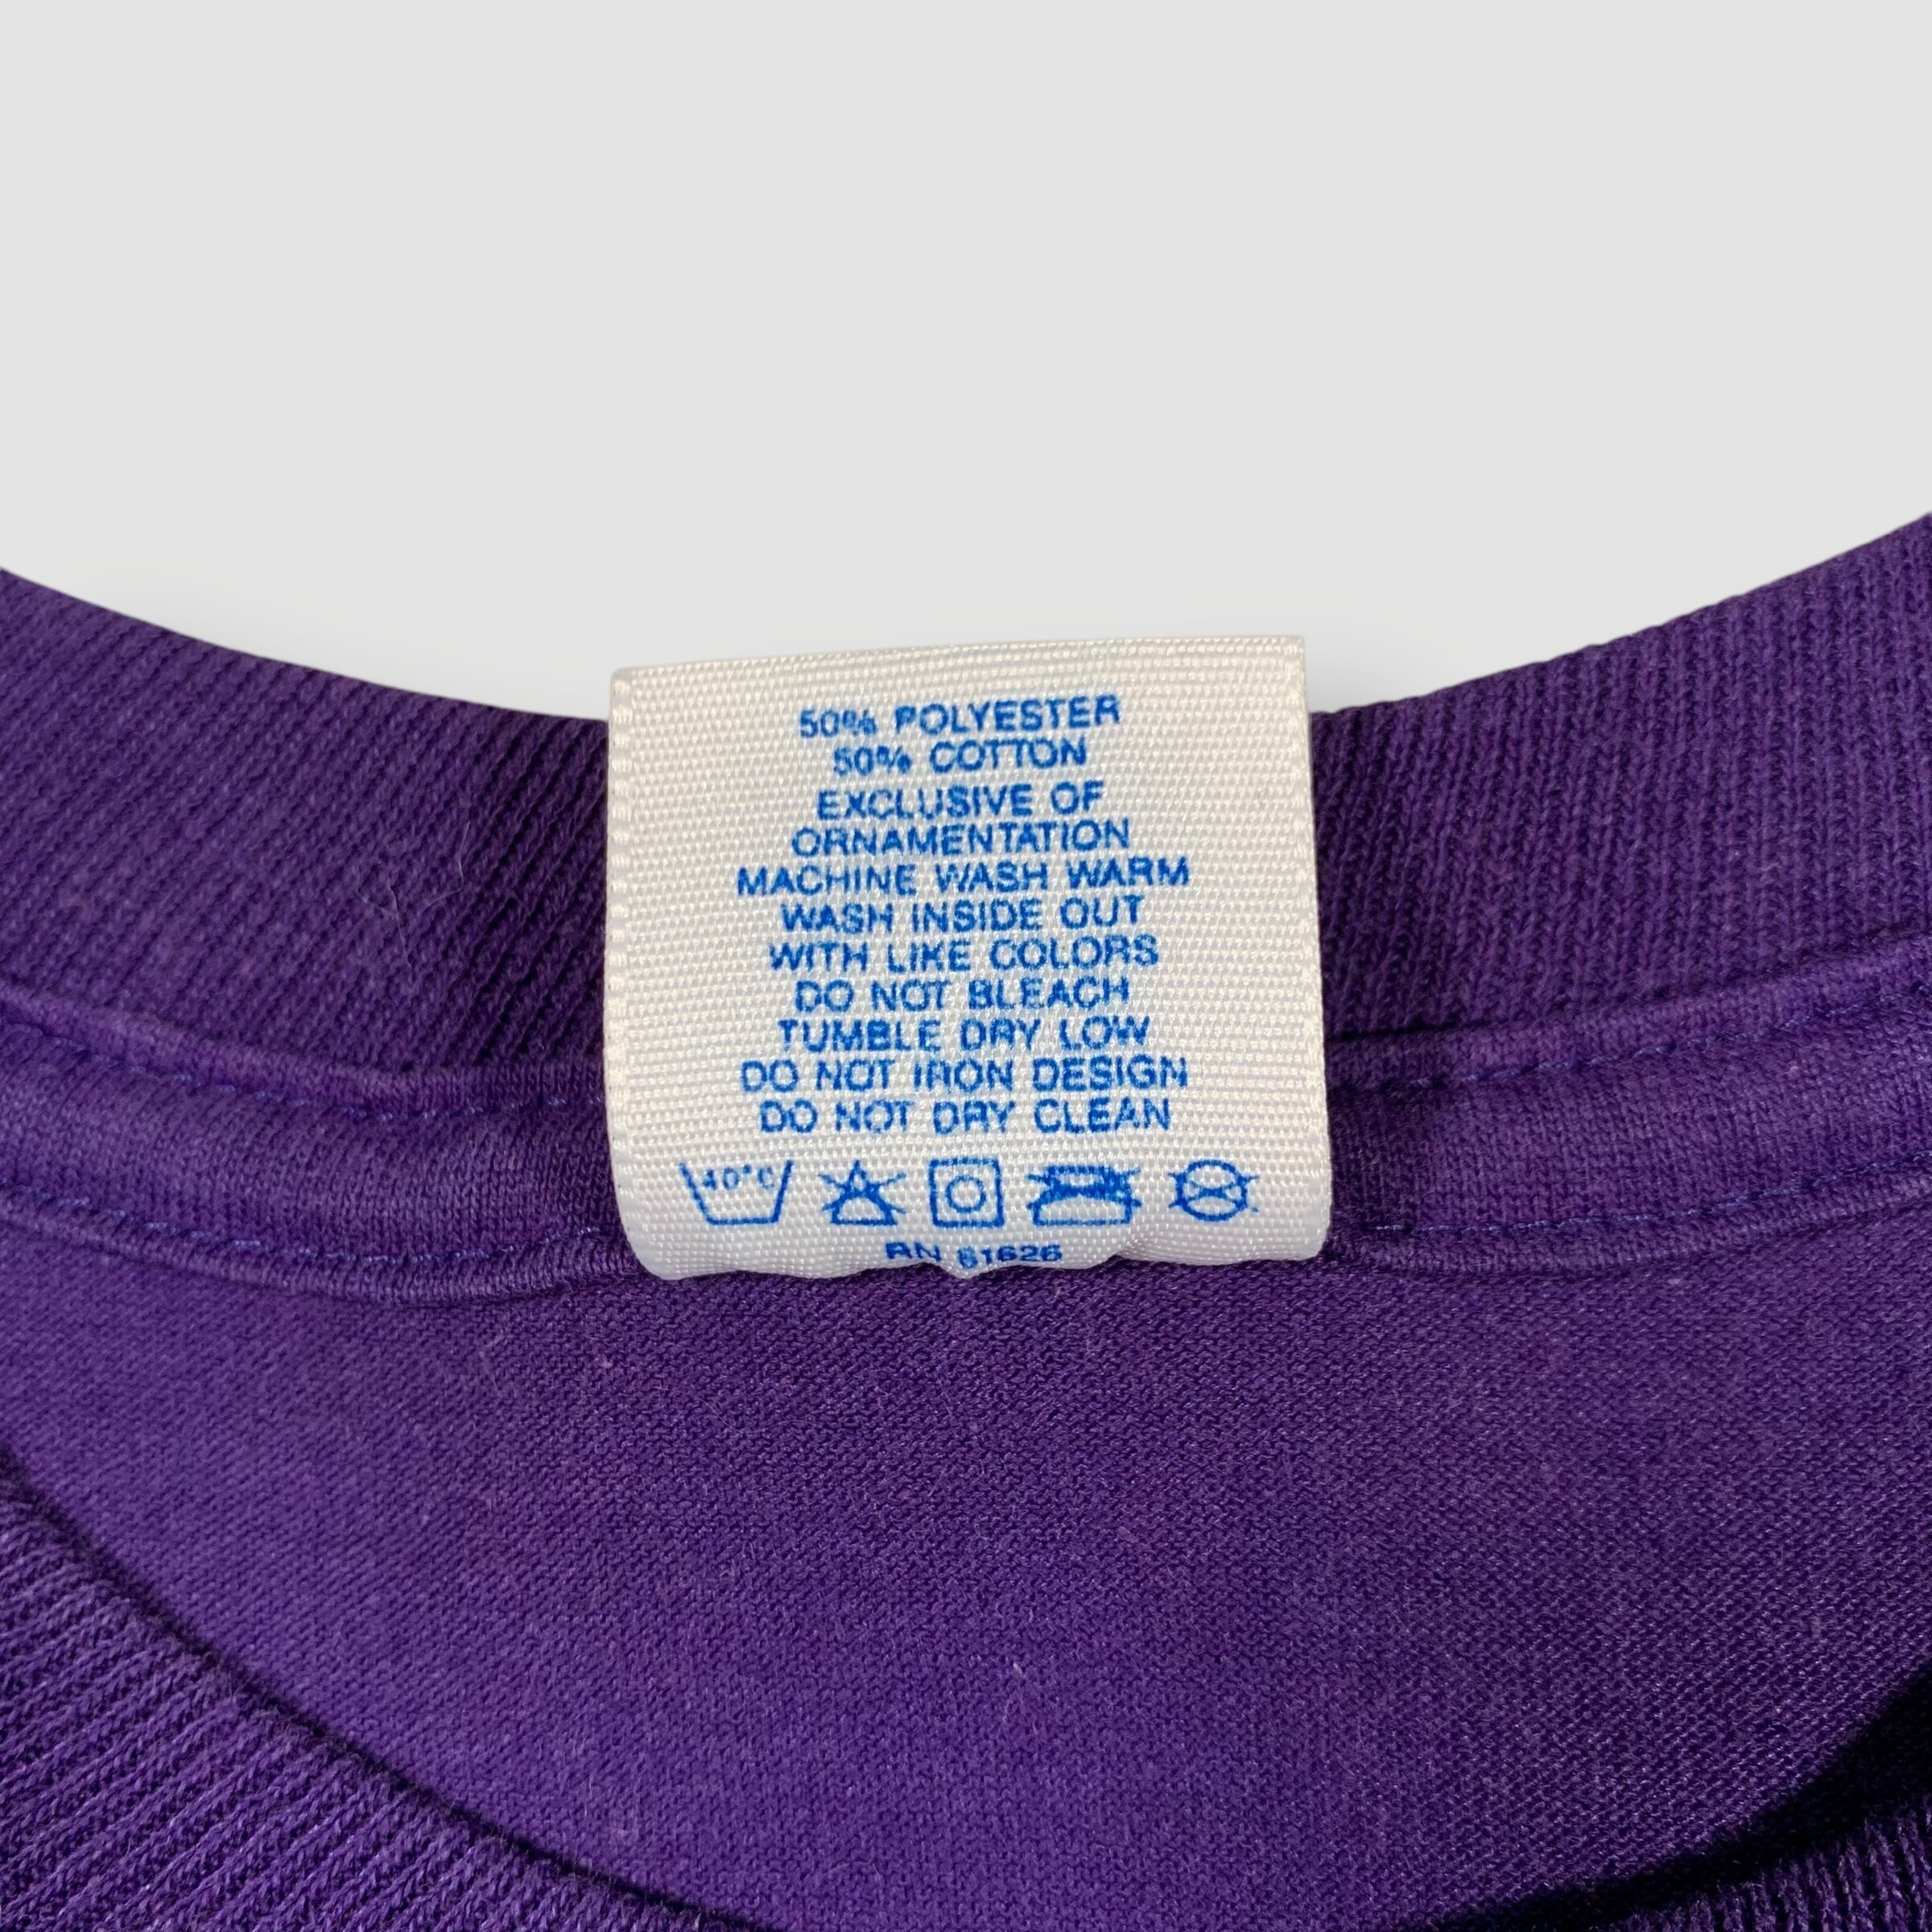 50% POLYESTER
50% COTTON
EXCLUSIVE OF
ORNAMENTATION
MACHINE WASH WARM
WASH INSIDE OUT
WITH LIKE COLORS
DO NOT BLEACH
TUMBLE DRY LOW
DO NOT IRON DESIGN
DO NOT DRY CLEAN
40°C
RN 61626